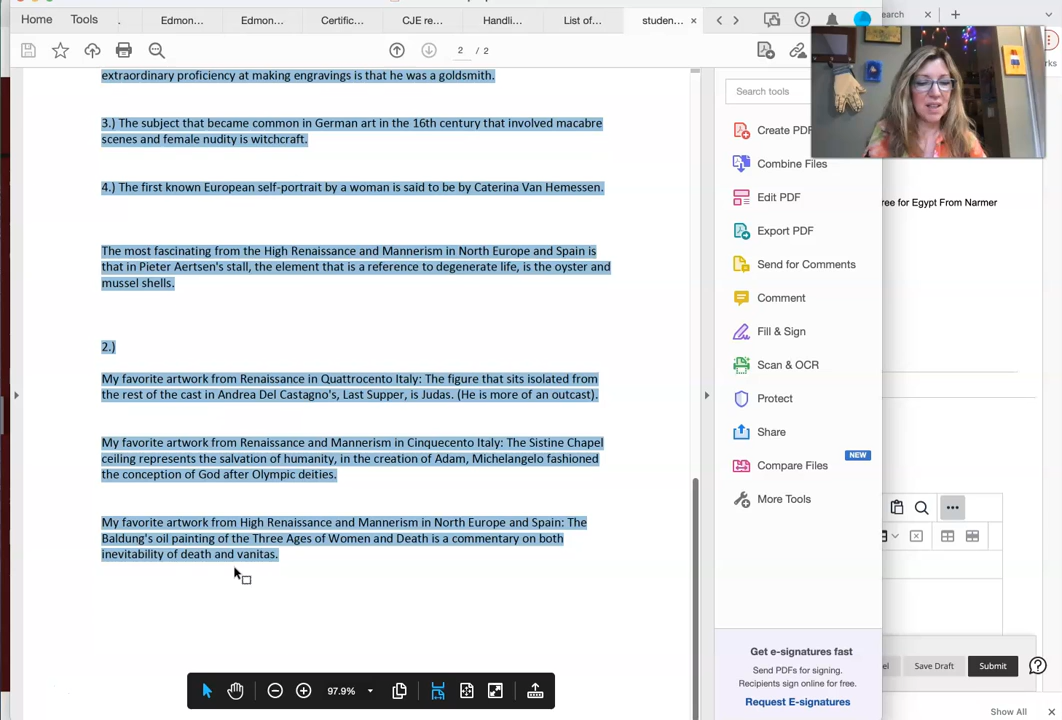 Home Tools . Edmon... Edmon... Certific... CJE re... Handli... List of... studen... ×
2 / 2
Search tools
earch
rks
extraordinary proficiency at making engravings is that he was a goldsmith.
3.) The subject that became common in German art in the 16th century that involved macabre
scenes and female nudity is witchcraft.
4.) The first known European self-portrait by a woman is said to be by Caterina Van Hemessen.
The most fascinating from the High Renaissance and Mannerism in North Europe and Spain is
that in Pieter Aertsen's stall, the element that is a reference to degenerate life, is the oyster and
mussel shells.
2.)
My favorite artwork from Renaissance in Quattrocento Italy: The figure that sits isolated from
the rest of the cast in Andrea Del Castagno's, Last Supper, is Judas. (He is more of an outcast).
My favorite artwork from Renaissance and Mannerism in Cinquecento Italy: The Sistine Chapel
ceiling represents the salvation of humanity, in the creation of Adam, Michelangelo fashioned
the conception of God after Olympic deities.
My favorite artwork from High Renaissance and Mannerism in North Europe and Spain: The
Baldung's oil painting of the Three Ages of Women and Death is a commentary on both
inevitability of death and vanitas.
97.9%
Create PDF
Combine Files
Edit PDF
Export PDF
Send for Comments
Comment
Fill & Sign
Scan & OCR
Protect
Share
Compare Files
NEW
More Tools
Get e-signatures fast
Send PDFs for signing.
Recipients sign online for free.
Request E-signatures
ree for Egypt From Narmer
el Save Draft Submit
Show All